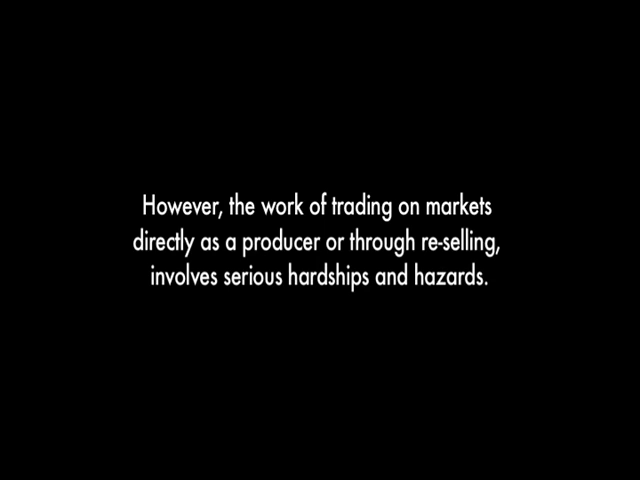 However, the work of trading on markets
directly as a producer or through re-selling,
involves serious hardships and hazards.